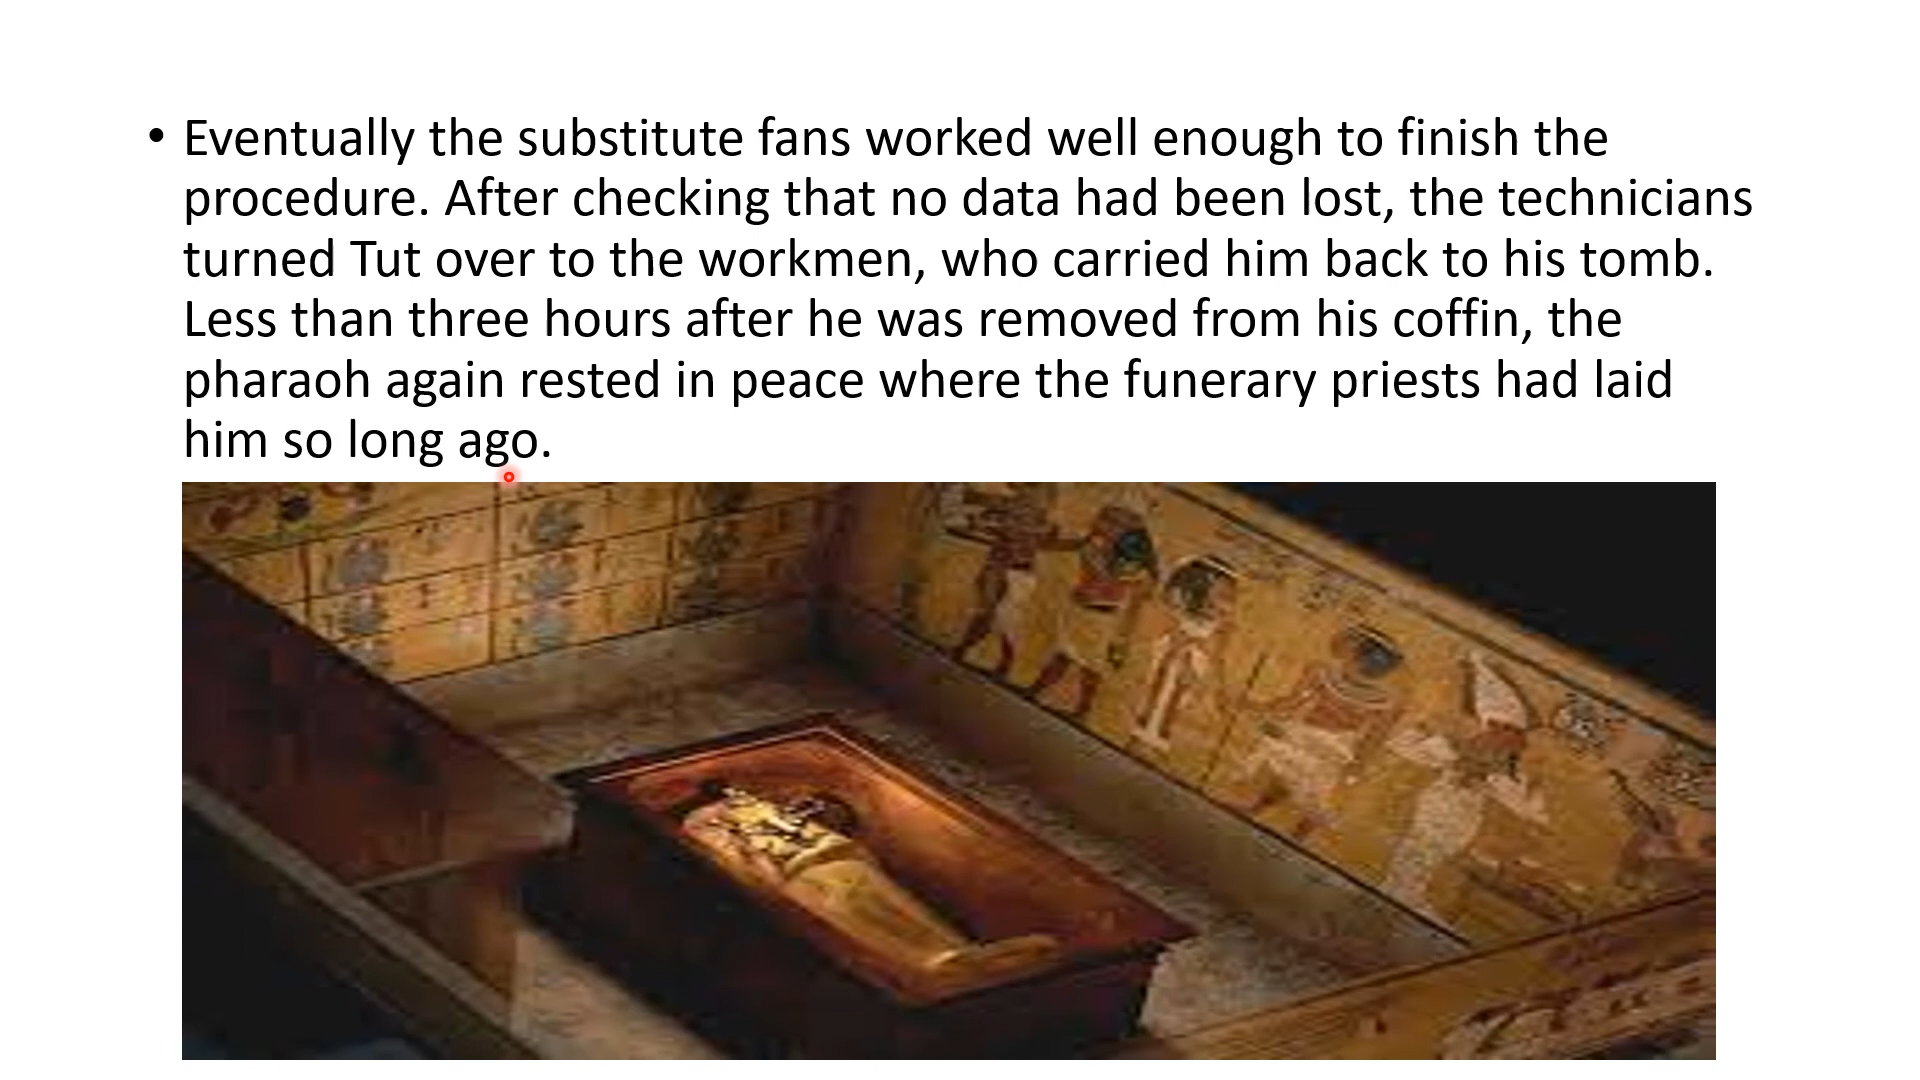 • Eventually the substitute fans worked well enough to finish the
procedure. After checking that no data had been lost, the technicians
turned Tut over to the workmen, who carried him back to his tomb.
Less than three hours after he was removed from his coffin, the
pharaoh again rested in peace where the funerary priests had laid
him so long ago.